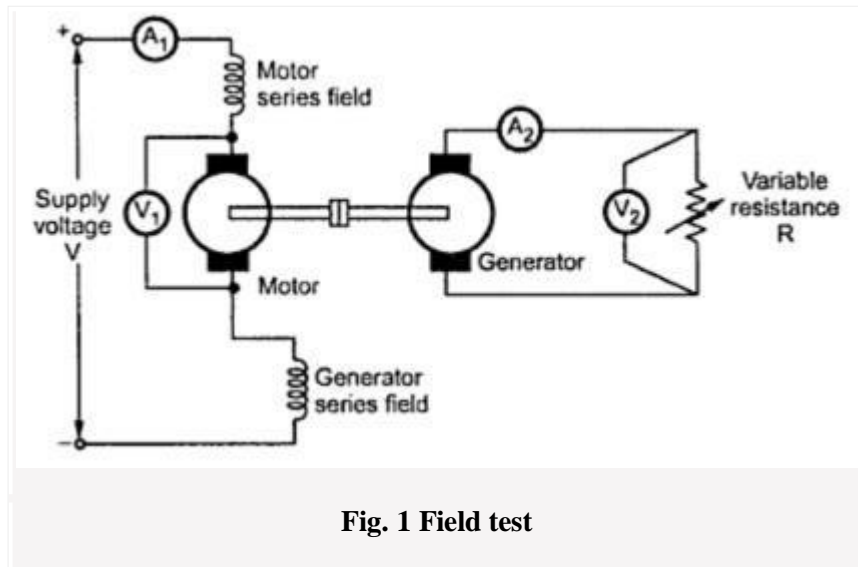 +
A1
Motor
series field
A2
Supply
voltage
V
V1
V2
Variable
resistance
R
Generator
Motor
Generator
series field
−
Fig. 1 Field test